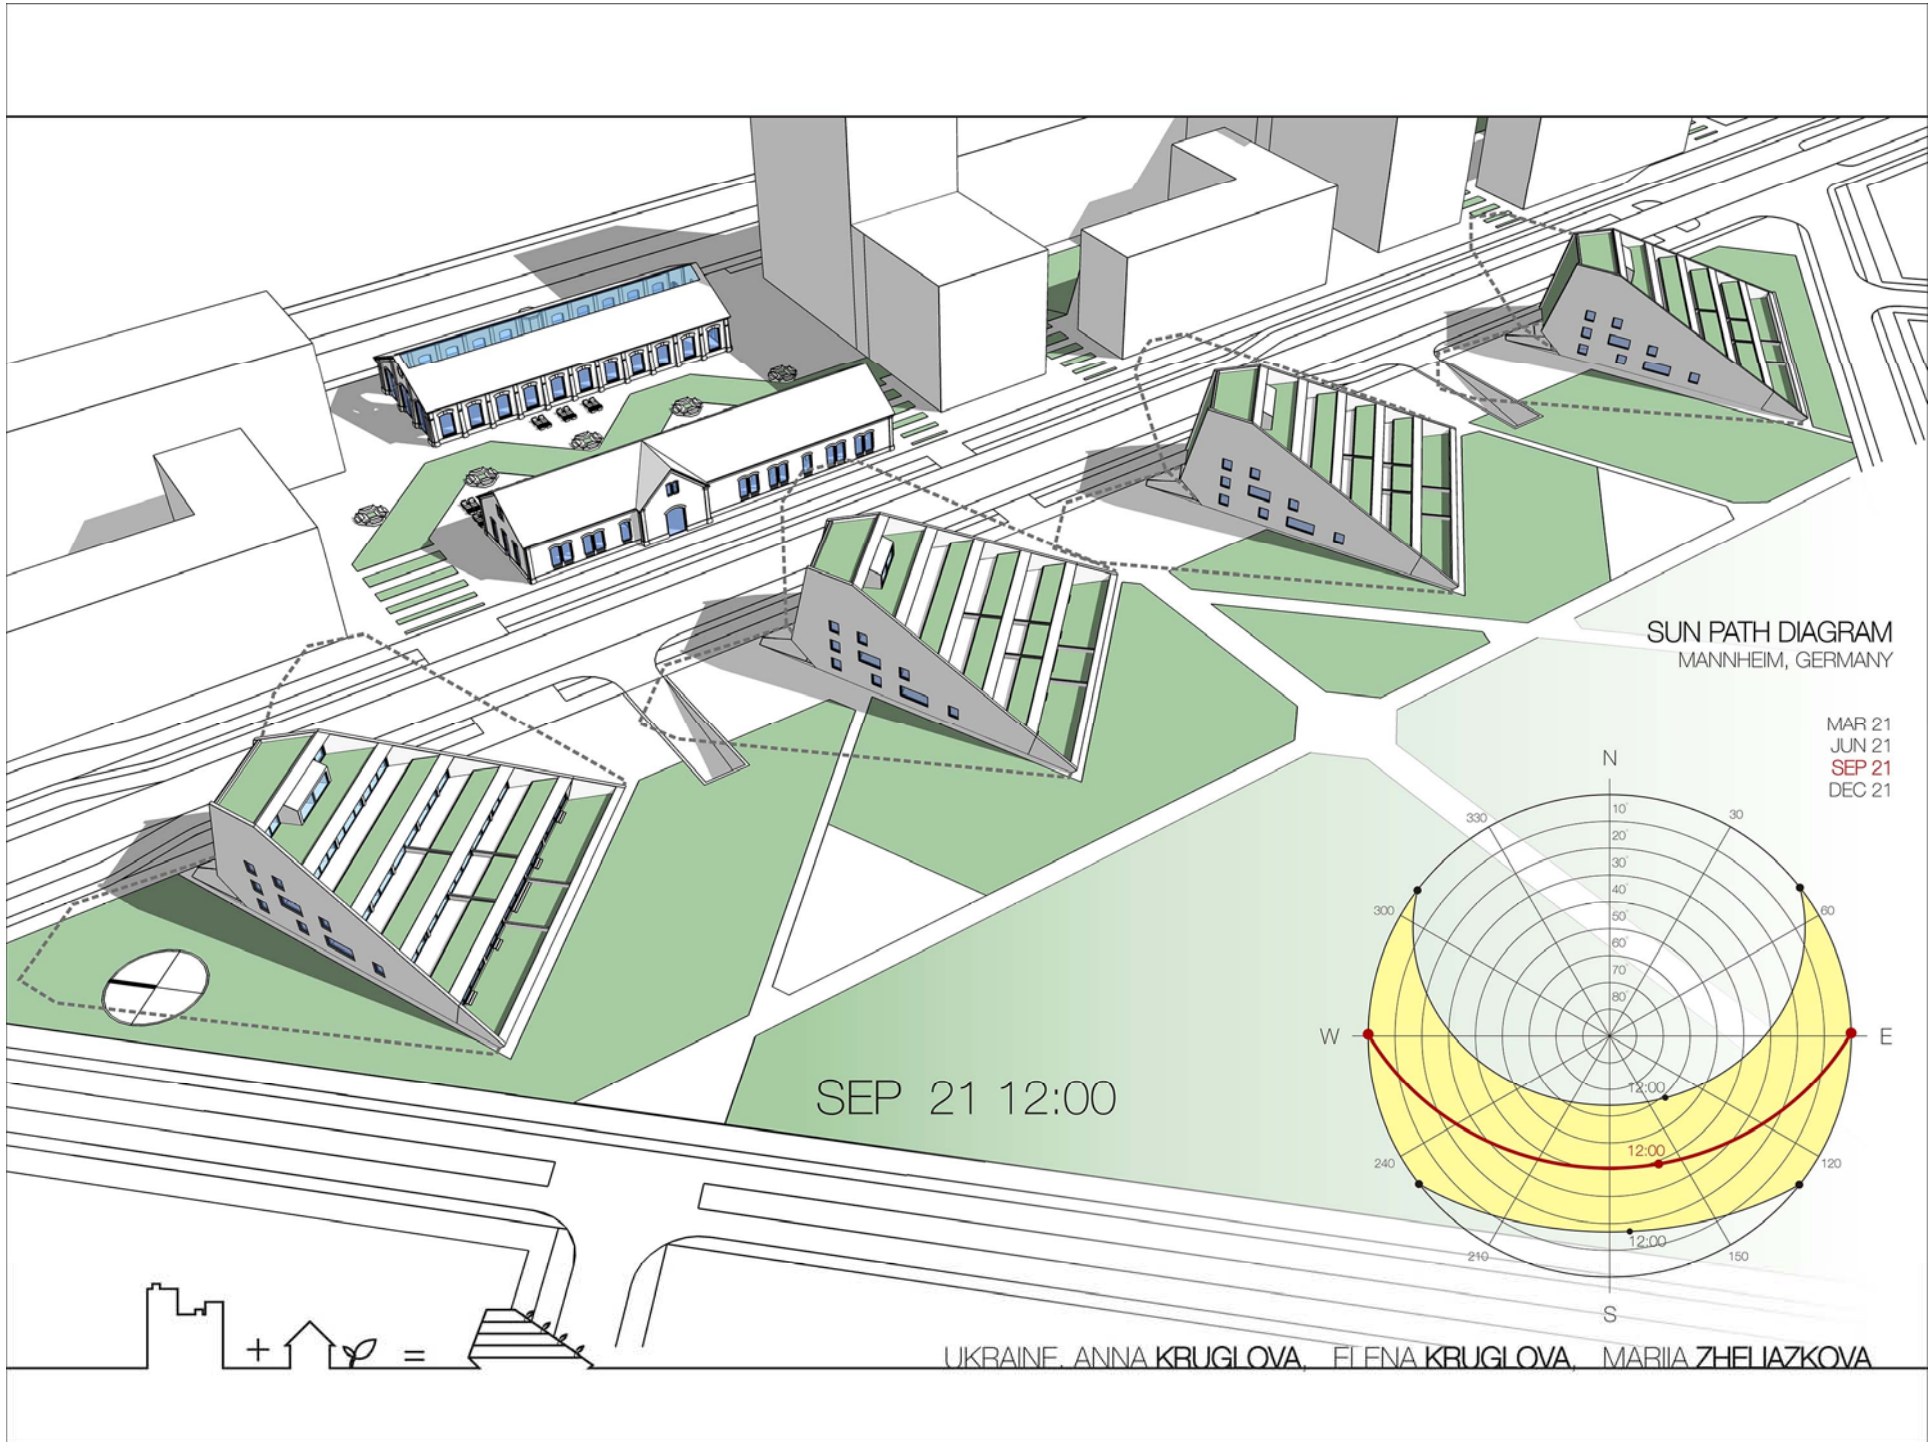 SUN PATH DIAGRAM
MANNHEIM, GERMANY
MAR 21
JUN 21
SEP 21
DEC 21
N
330
30
10°
20°
30°
40°
50°
60°
70°
80°
300
60
W
E
12:00
12:00
240
120
12:00
210
150
S
SEP 21 12:00
+
=
UKRAINE, ANNA KRUGLOVA, ELENA KRUGLOVA, MARIIA ZHELIAZKOVA